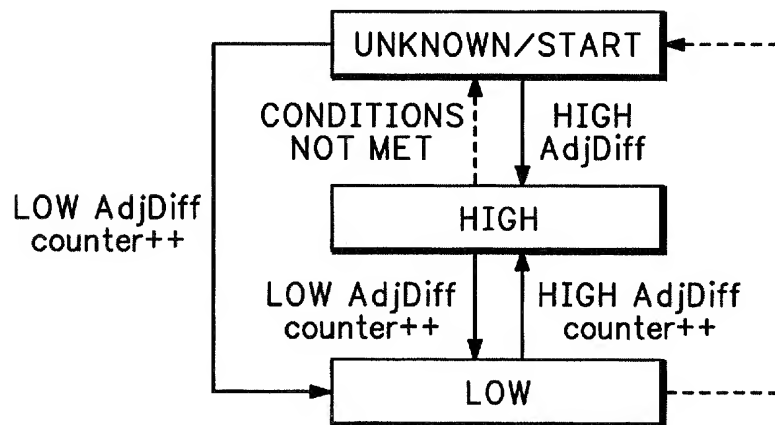 UNKNOWN/START
CONDITIONS
NOT MET
HIGH
AdjDiff
LOW AdjDiff
counter++
HIGH
LOW AdjDiff
counter++
HIGH AdjDiff
counter++
LOW